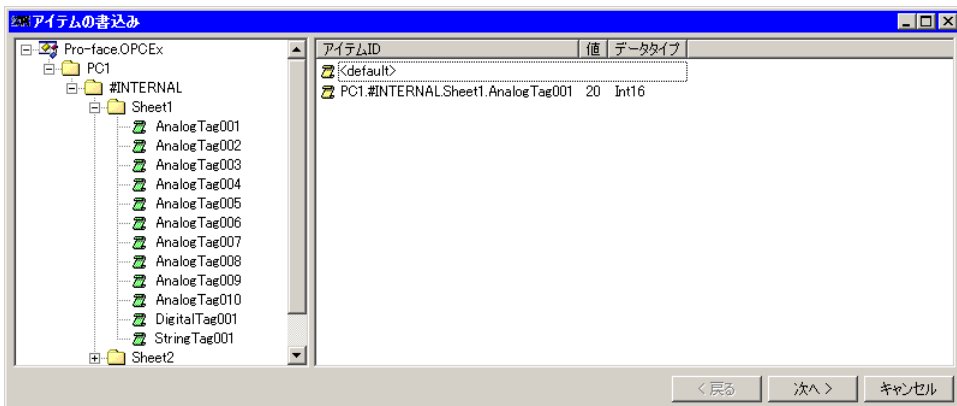 アイテムの書込み
Pro-face.OPCEx
PC1
#INTERNAL
Sheet1
AnalogTag001
AnalogTag002
AnalogTag003
AnalogTag004
AnalogTag005
AnalogTag006
AnalogTag007
AnalogTag008
AnalogTag009
AnalogTag010
DigitalTag001
StringTag001
Sheet2
アイテムID 値 データタイプ
<default>
PC1.#INTERNAL.Sheet1.AnalogTag001 20 Int16
< 戻る 次へ > キャンセル